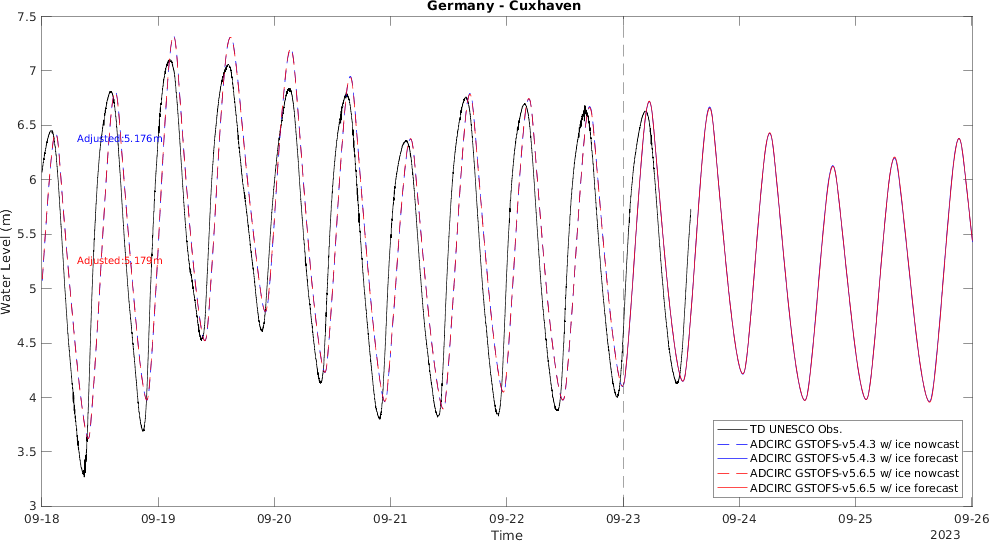 Germany - Cuxhaven
7.5
7
6.5
6
5.5
5
4.5
4
3.5
3
Water Level (m)
Adjusted:5.176m
Adjusted:5.179m
TD UNESCO Obs.
ADCIRC GSTOFS-v5.4.3 w/ ice nowcast
ADCIRC GSTOFS-v5.4.3 w/ ice forecast
ADCIRC GSTOFS-v5.6.5 w/ ice nowcast
ADCIRC GSTOFS-v5.6.5 w/ ice forecast
09-18 09-19 09-20 09-21 09-22 09-23 09-24 09-25 09-26
Time
2023